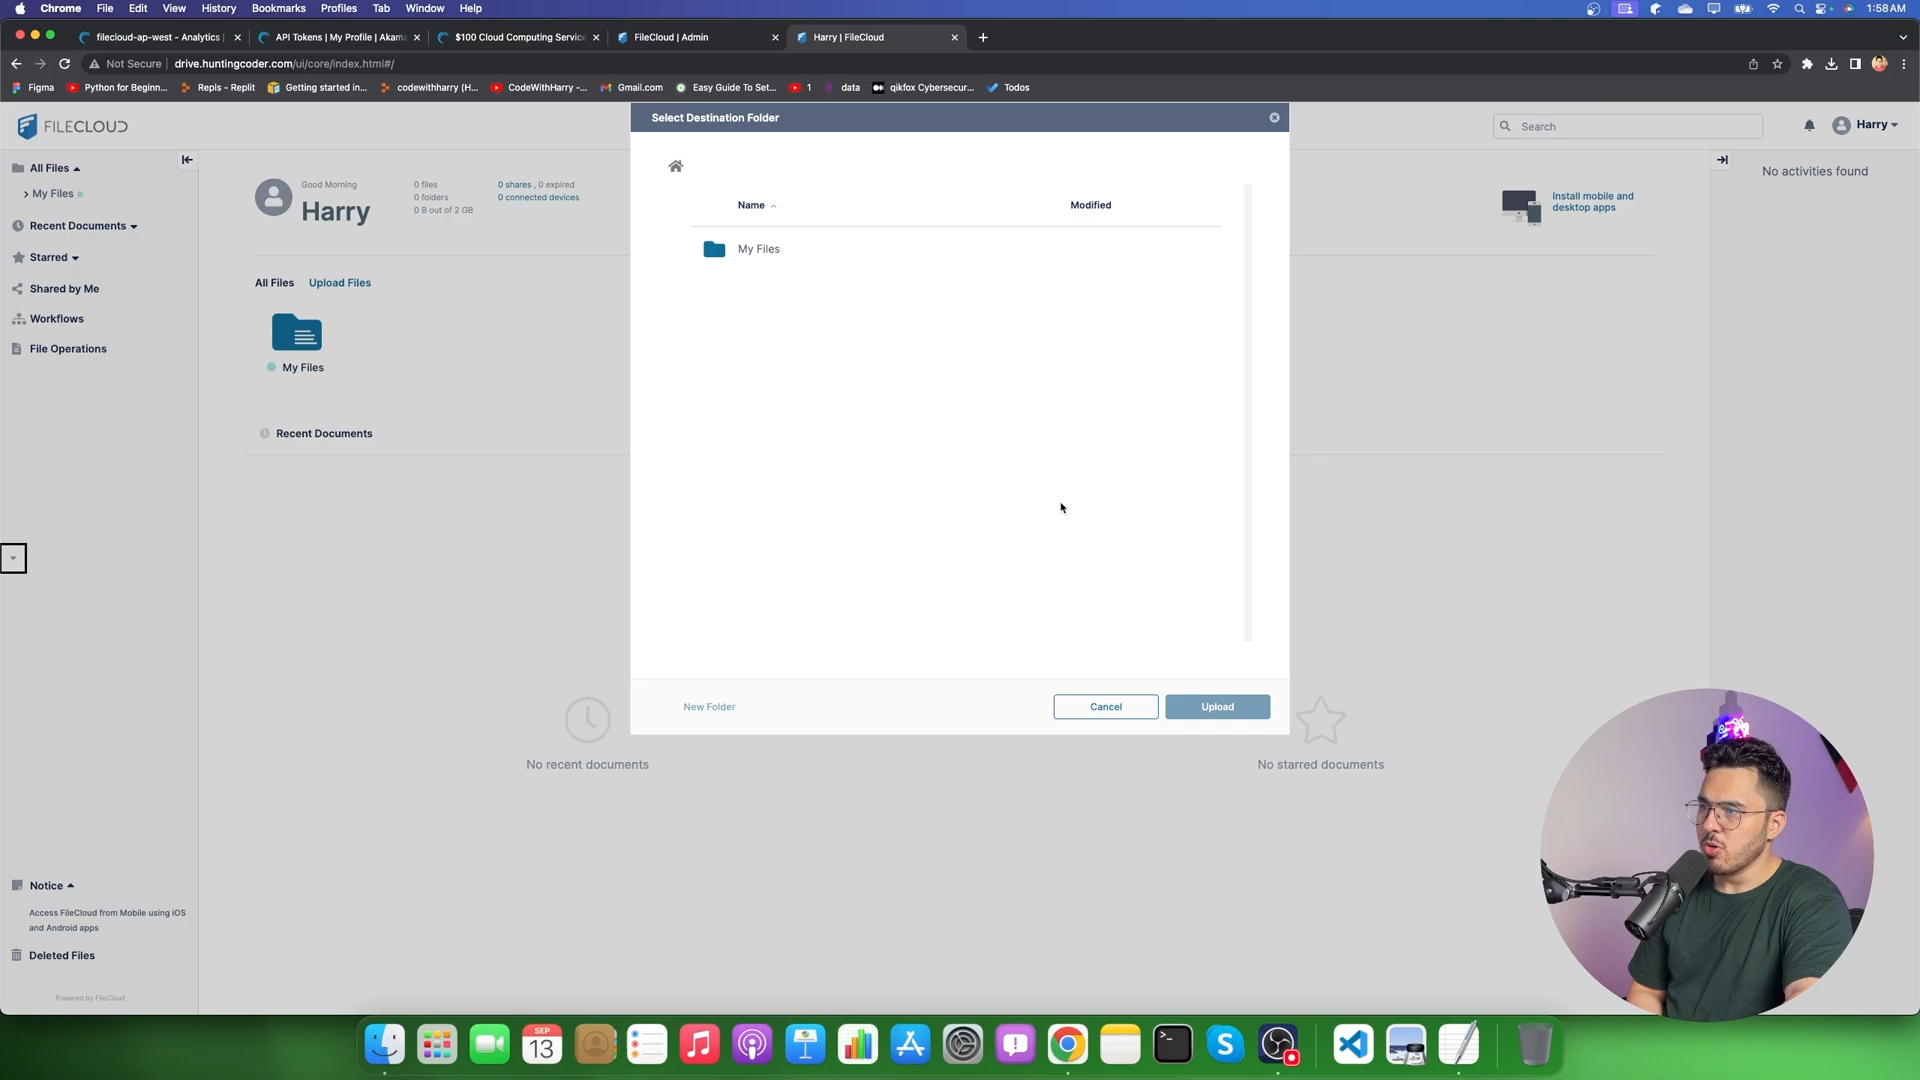 Chrome File Edit View History Bookmarks Profiles Tab Window Help 1:58 AM
filecloud-ap-west - Analytics | API Tokens | My Profile | Akama $100 Cloud Computing Service FileCloud | Admin Harry | FileCloud
Not Secure | drive.huntingcoder.com/ui/core/index.html#/
Figma Python for Beginn... Repls - Replit Getting started in... codewithharry (H... CodeWithHarry -... Gmail.com Easy Guide To Set... 1 data qikfox Cybersecur... Todos
FILECLOUD
Search
Harry
Select Destination Folder
Name
Modified
My Files
New Folder
Cancel
Upload
All Files
My Files
Recent Documents
Starred
Shared by Me
Workflows
File Operations
Good Morning
Harry
0 files
0 folders
0 B out of 2 GB
0 shares , 0 expired
0 connected devices
Install mobile and
desktop apps
No activities found
All Files Upload Files
My Files
Recent Documents
No recent documents
No starred documents
Notice
Access FileCloud from Mobile using iOS
and Android apps
Deleted Files
Powered by FileCloud
SEP
13